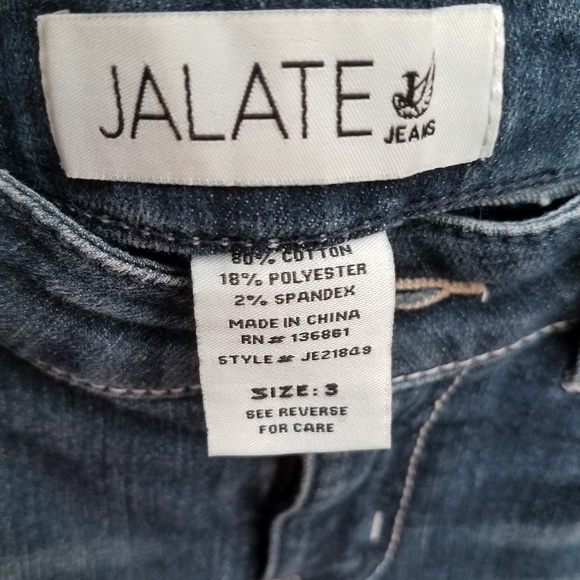 JALATE
JEANS
80% COTTON
18% POLYESTER
2% SPANDEX
MADE IN CHINA
RN# 136861
STYLE# JE21849
SIZE: 3
SEE REVERSE
FOR CARE